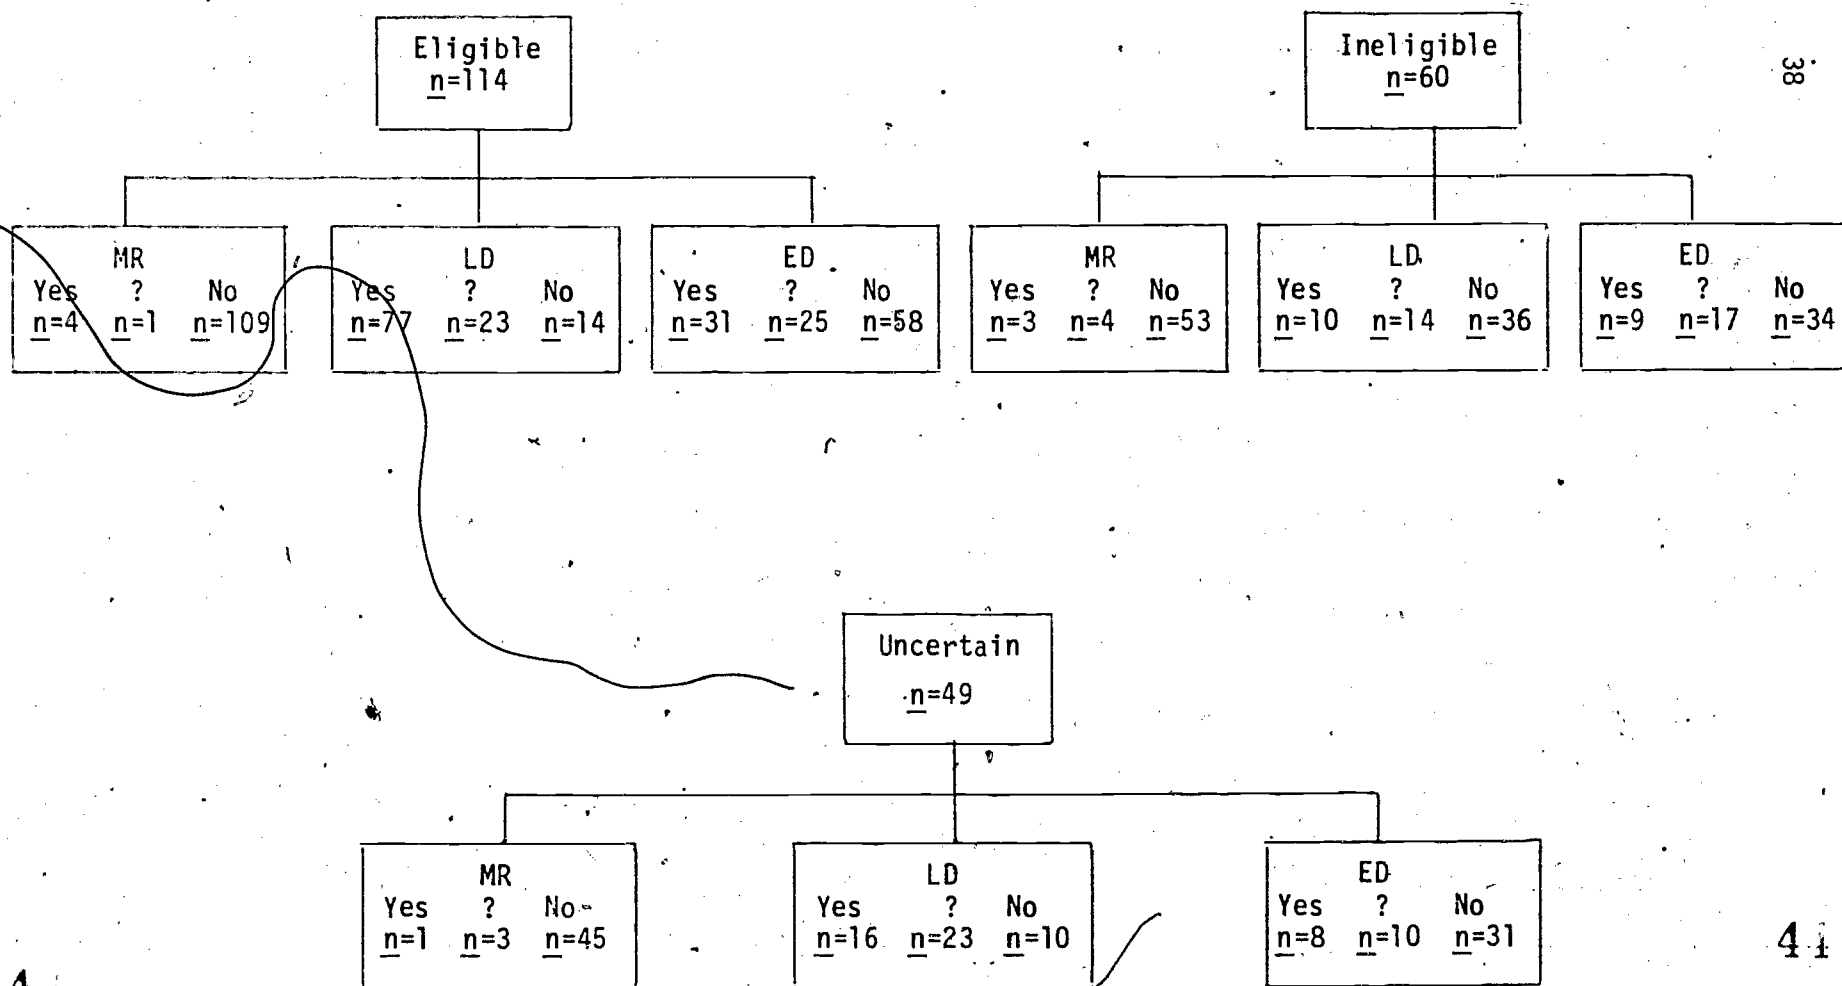 38
Eligible
n=114
Ineligible
n=60
MR
Yes ? No
n=4 n=1 n=109
LD
Yes ? No
n=77 n=23 n=14
ED
Yes ? No
n=31 n=25 n=58
MR
Yes ? No
n=3 n=4 n=53
LD
Yes ? No
n=10 n=14 n=36
ED
Yes ? No
n=9 n=17 n=34
Uncertain
n=49
MR
Yes ? No
n=1 n=3 n=45
LD
Yes ? No
n=16 n=23 n=10
ED
Yes ? No
n=8 n=10 n=31